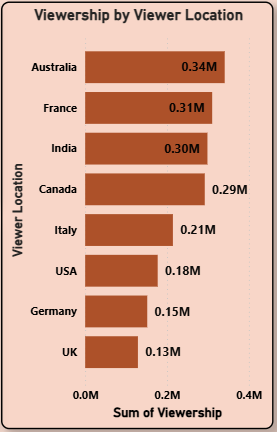 Viewership by Viewer Location
Viewer Location
Australia 0.34M
France 0.31M
India 0.30M
Canada 0.29M
Italy 0.21M
USA 0.18M
Germany 0.15M
UK 0.13M
0.0M 0.2M 0.4M
Sum of Viewership